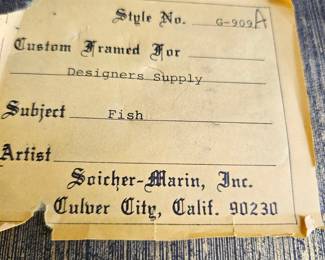 Style No. G-909A
Custom Framed For
Designers Supply
Subject Fish
Artist
Soicher-Marin, Inc.
Culver City, Calif. 90230